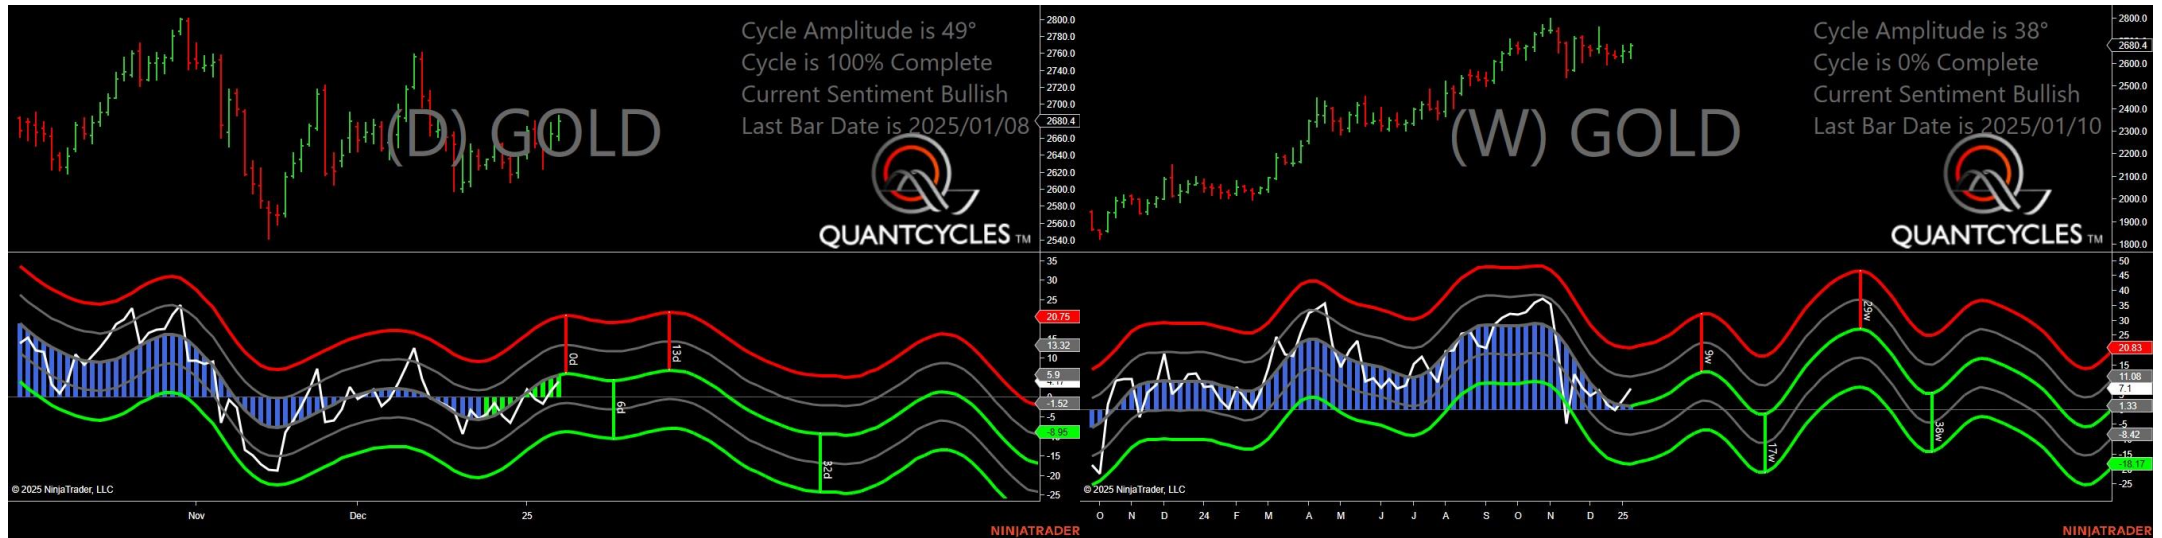 Cycle Amplitude is 49°
Cycle is 100% Complete
Current Sentiment Bullish
Last Bar Date is 2025/01/08
(D) GOLD
QUANTCYCLES TM
2800.0
2780.0
2760.0
2740.0
2720.0
2700.0
2680.4
2660.0
2640.0
2620.0
2600.0
2580.0
2560.0
2540.0
35
30
25
20.75
13.32
10
5.9
4.17
-1.52
-5
-8.95
-15
-20
-25
0d
6d
13d
32d
© 2025 NinjaTrader, LLC
Nov
Dec
25
NINJATRADER
Cycle Amplitude is 38°
Cycle is 0% Complete
Current Sentiment Bullish
Last Bar Date is 2025/01/10
(W) GOLD
QUANTCYCLES TM
2800.0
2680.4
2600.0
2500.0
2400.0
2300.0
2200.0
2100.0
2000.0
1900.0
1800.0
50
45
40
35
30
25
20.83
15
11.08
7.1
1.33
-5
-8.42
-15
-18.17
-25
9w
17w
29w
38w
© 2025 NinjaTrader, LLC
O N D 24 F M A M J J A S O N D 25
NINJATRADER